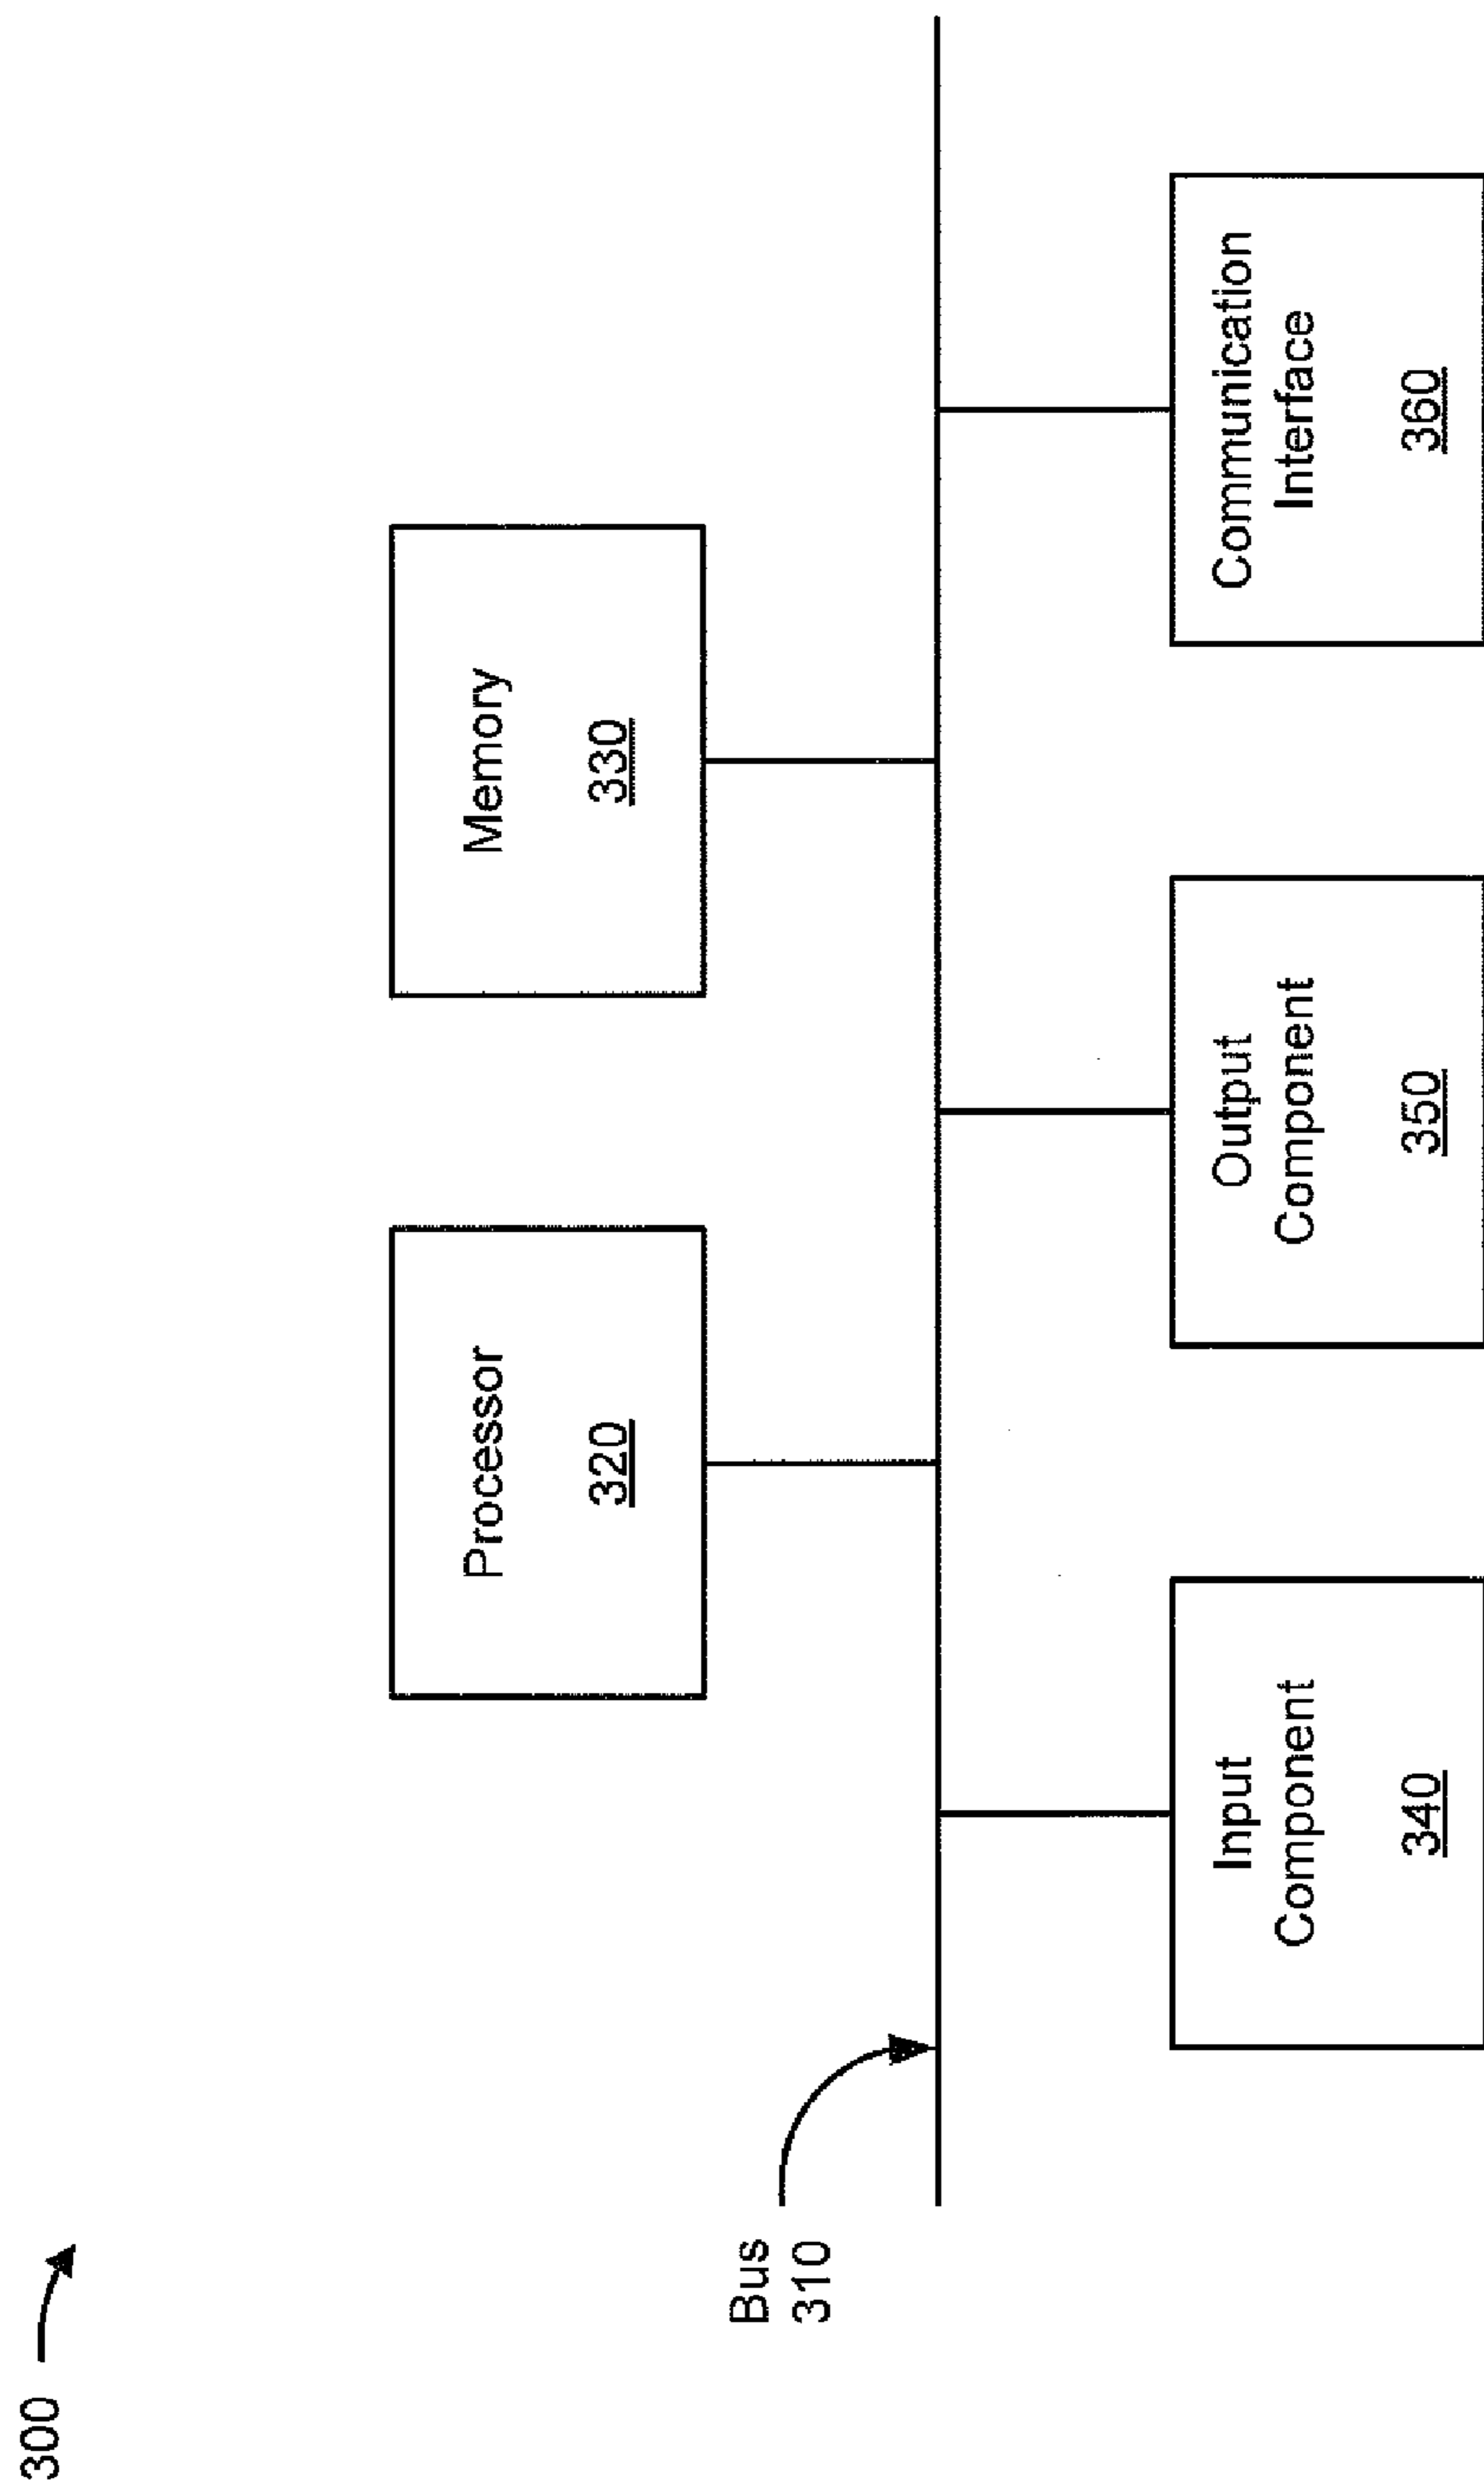 300
Processor
320
Memory
330
Bus
310
Input
Component
340
Output
Component
350
Communication
Interface
360